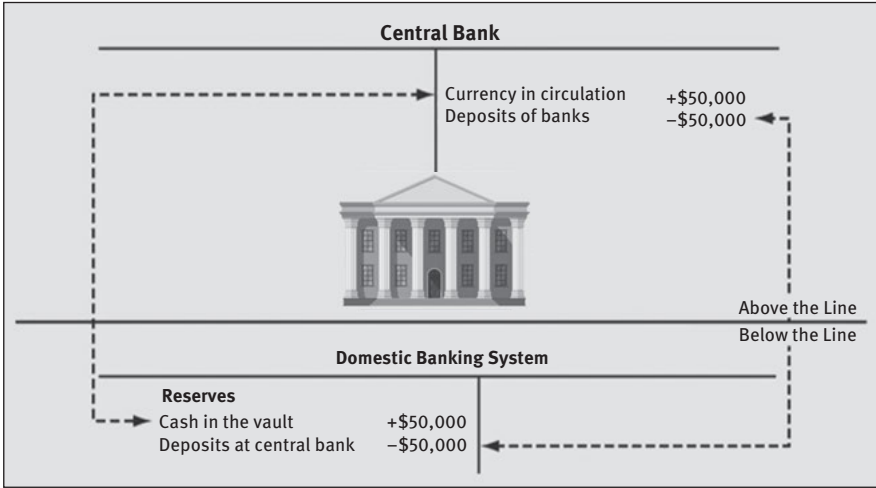 Central Bank
Currency in circulation +$50,000
Deposits of banks –$50,000
Above the Line
Below the Line
Domestic Banking System
Reserves
Cash in the vault +$50,000
Deposits at central bank –$50,000